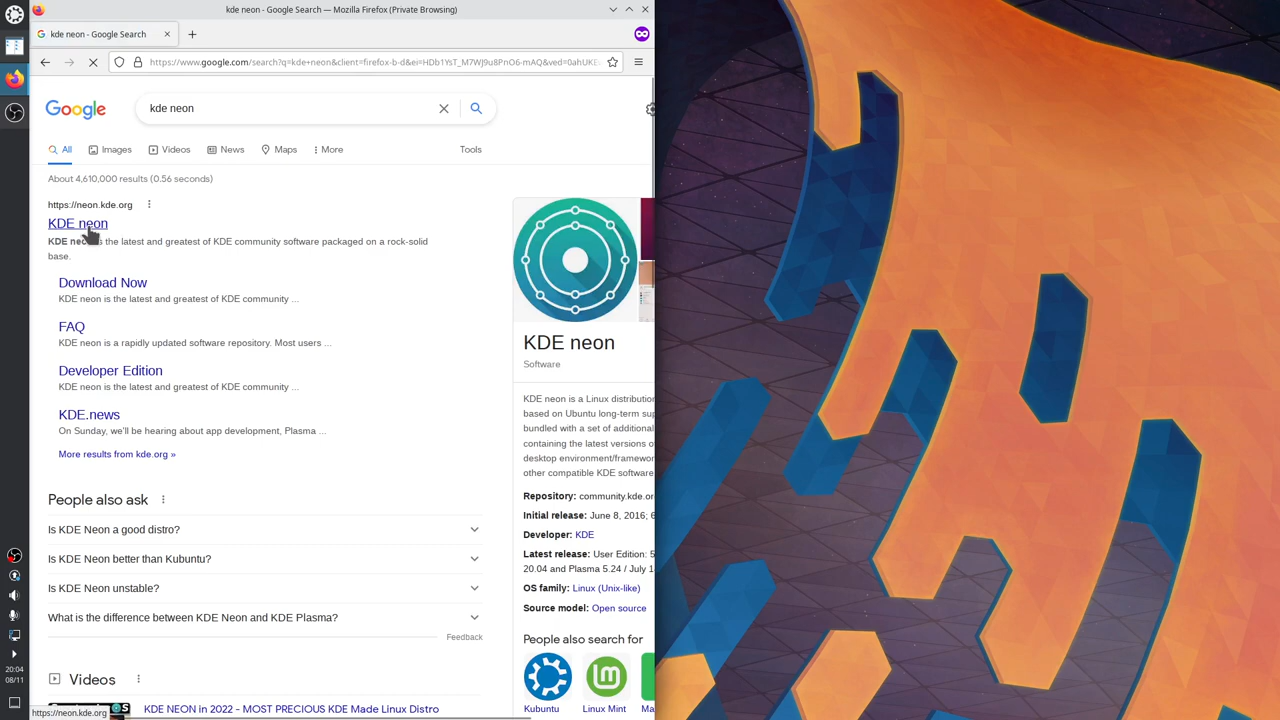 kde neon - Google Search — Mozilla Firefox (Private Browsing)
kde neon - Google Search
https://www.google.com/search?q=kde+neon&client=firefox-b-d&ei=HDb1YsT_M7WJ9u8PnO6-mAQ&ved=0ahUKE
Google
kde neon
All
Images
Videos
News
Maps
More
Tools
About 4,610,000 results (0.56 seconds)
https://neon.kde.org
KDE neon
KDE neon is the latest and greatest of KDE community software packaged on a rock-solid
base.
Download Now
KDE neon is the latest and greatest of KDE community ...
FAQ
KDE neon is a rapidly updated software repository. Most users ...
Developer Edition
KDE neon is the latest and greatest of KDE community ...
KDE.news
On Sunday, we'll be hearing about app development, Plasma ...
More results from kde.org »
People also ask
Is KDE Neon a good distro?
Is KDE Neon better than Kubuntu?
Is KDE Neon unstable?
What is the difference between KDE Neon and KDE Plasma?
Feedback
Videos
KDE NEON in 2022 - MOST PRECIOUS KDE Made Linux Distro
KDE neon
Software
KDE neon is a Linux distribution
based on Ubuntu long-term sup
bundled with a set of additional
containing the latest versions o
desktop environment/framewor
other compatible KDE software
Repository: community.kde.or
Initial release: June 8, 2016; 6
Developer: KDE
Latest release: User Edition: 5
20.04 and Plasma 5.24 / July 1
OS family: Linux (Unix-like)
Source model: Open source
People also search for
Kubuntu
Linux Mint
Ma
20:04
08/11
https://neon.kde.org